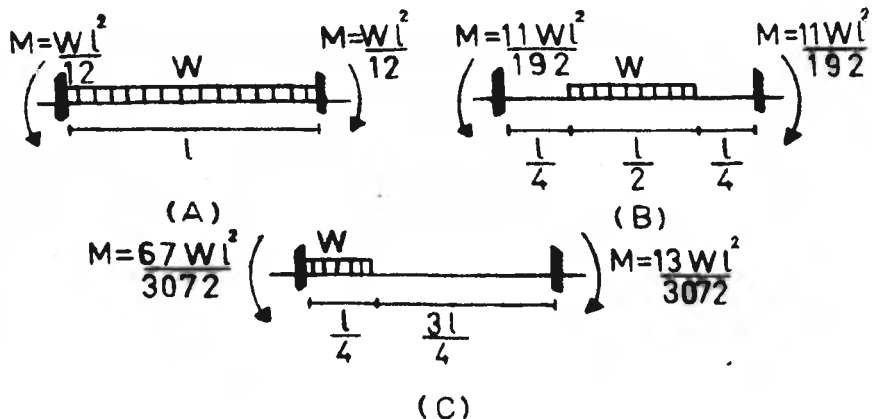 M=Wl²/12
M=Wl²/12
W
l
(A)
M=11Wl²/192
M=11Wl²/192
W
l/4
l/2
l/4
(B)
M=67Wl²/3072
W
M=13Wl²/3072
l/4
3l/4
(C)